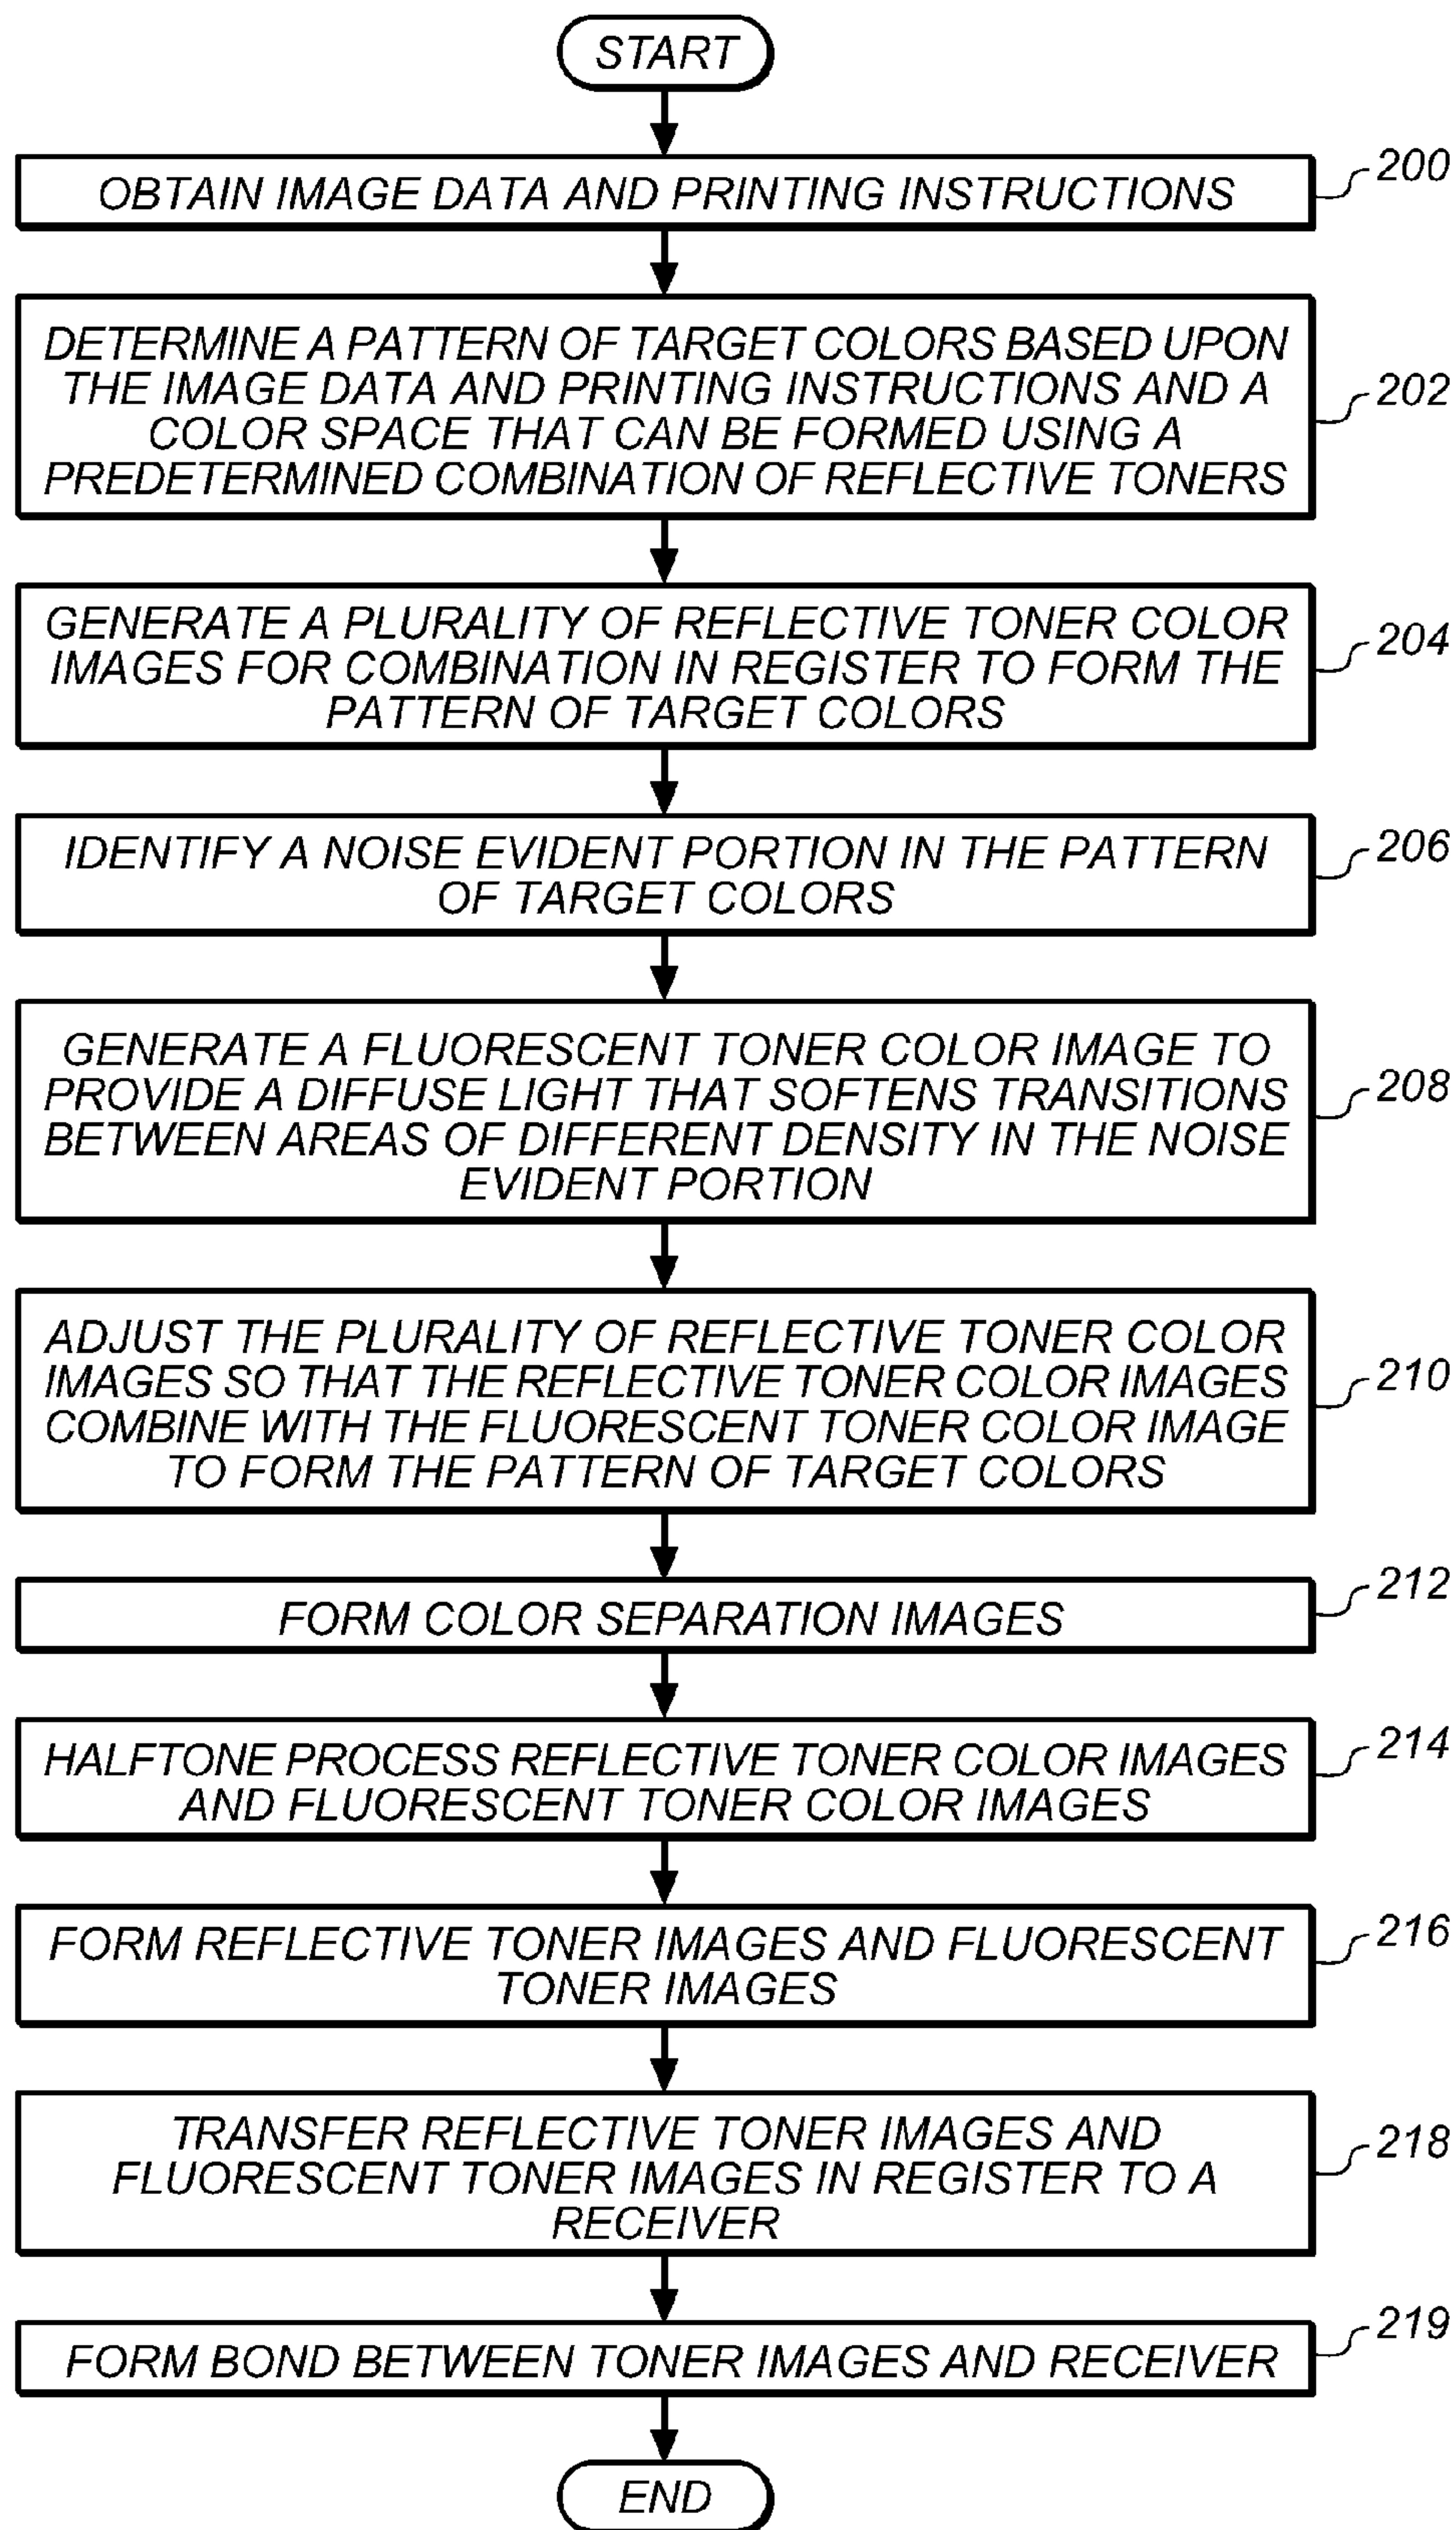 START
OBTAIN IMAGE DATA AND PRINTING INSTRUCTIONS
200
DETERMINE A PATTERN OF TARGET COLORS BASED UPON
THE IMAGE DATA AND PRINTING INSTRUCTIONS AND A
COLOR SPACE THAT CAN BE FORMED USING A
PREDETERMINED COMBINATION OF REFLECTIVE TONERS
202
GENERATE A PLURALITY OF REFLECTIVE TONER COLOR
IMAGES FOR COMBINATION IN REGISTER TO FORM THE
PATTERN OF TARGET COLORS
204
IDENTIFY A NOISE EVIDENT PORTION IN THE PATTERN
OF TARGET COLORS
206
GENERATE A FLUORESCENT TONER COLOR IMAGE TO
PROVIDE A DIFFUSE LIGHT THAT SOFTENS TRANSITIONS
BETWEEN AREAS OF DIFFERENT DENSITY IN THE NOISE
EVIDENT PORTION
208
ADJUST THE PLURALITY OF REFLECTIVE TONER COLOR
IMAGES SO THAT THE REFLECTIVE TONER COLOR IMAGES
COMBINE WITH THE FLUORESCENT TONER COLOR IMAGE
TO FORM THE PATTERN OF TARGET COLORS
210
FORM COLOR SEPARATION IMAGES
212
HALFTONE PROCESS REFLECTIVE TONER COLOR IMAGES
AND FLUORESCENT TONER COLOR IMAGES
214
FORM REFLECTIVE TONER IMAGES AND FLUORESCENT
TONER IMAGES
216
TRANSFER REFLECTIVE TONER IMAGES AND
FLUORESCENT TONER IMAGES IN REGISTER TO A
RECEIVER
218
FORM BOND BETWEEN TONER IMAGES AND RECEIVER
219
END